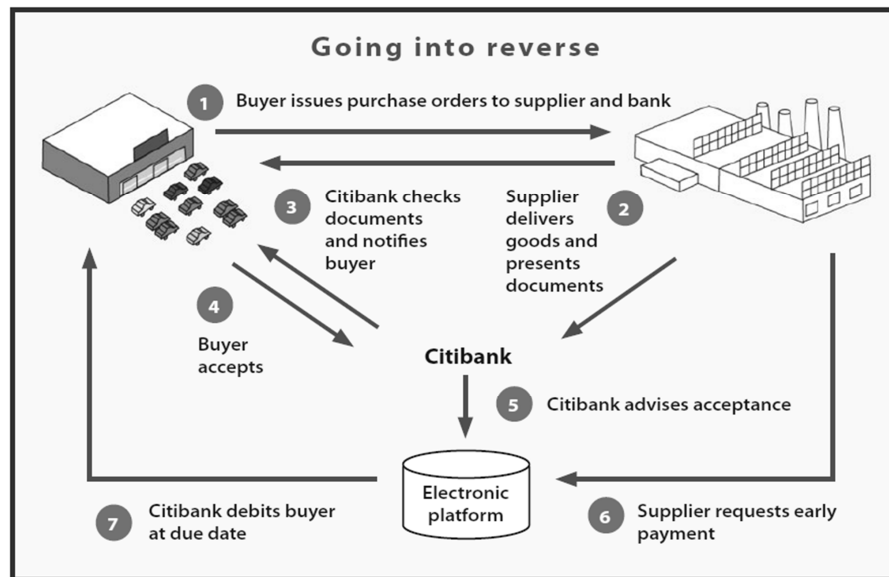 Going into reverse
1 Buyer issues purchase orders to supplier and bank
2 Supplier
delivers
goods and
presents
documents
3 Citibank checks
documents
and notifies
buyer
4
Buyer
accepts
Citibank
5 Citibank advises acceptance
Electronic
platform
6 Supplier requests early
payment
7 Citibank debits buyer
at due date